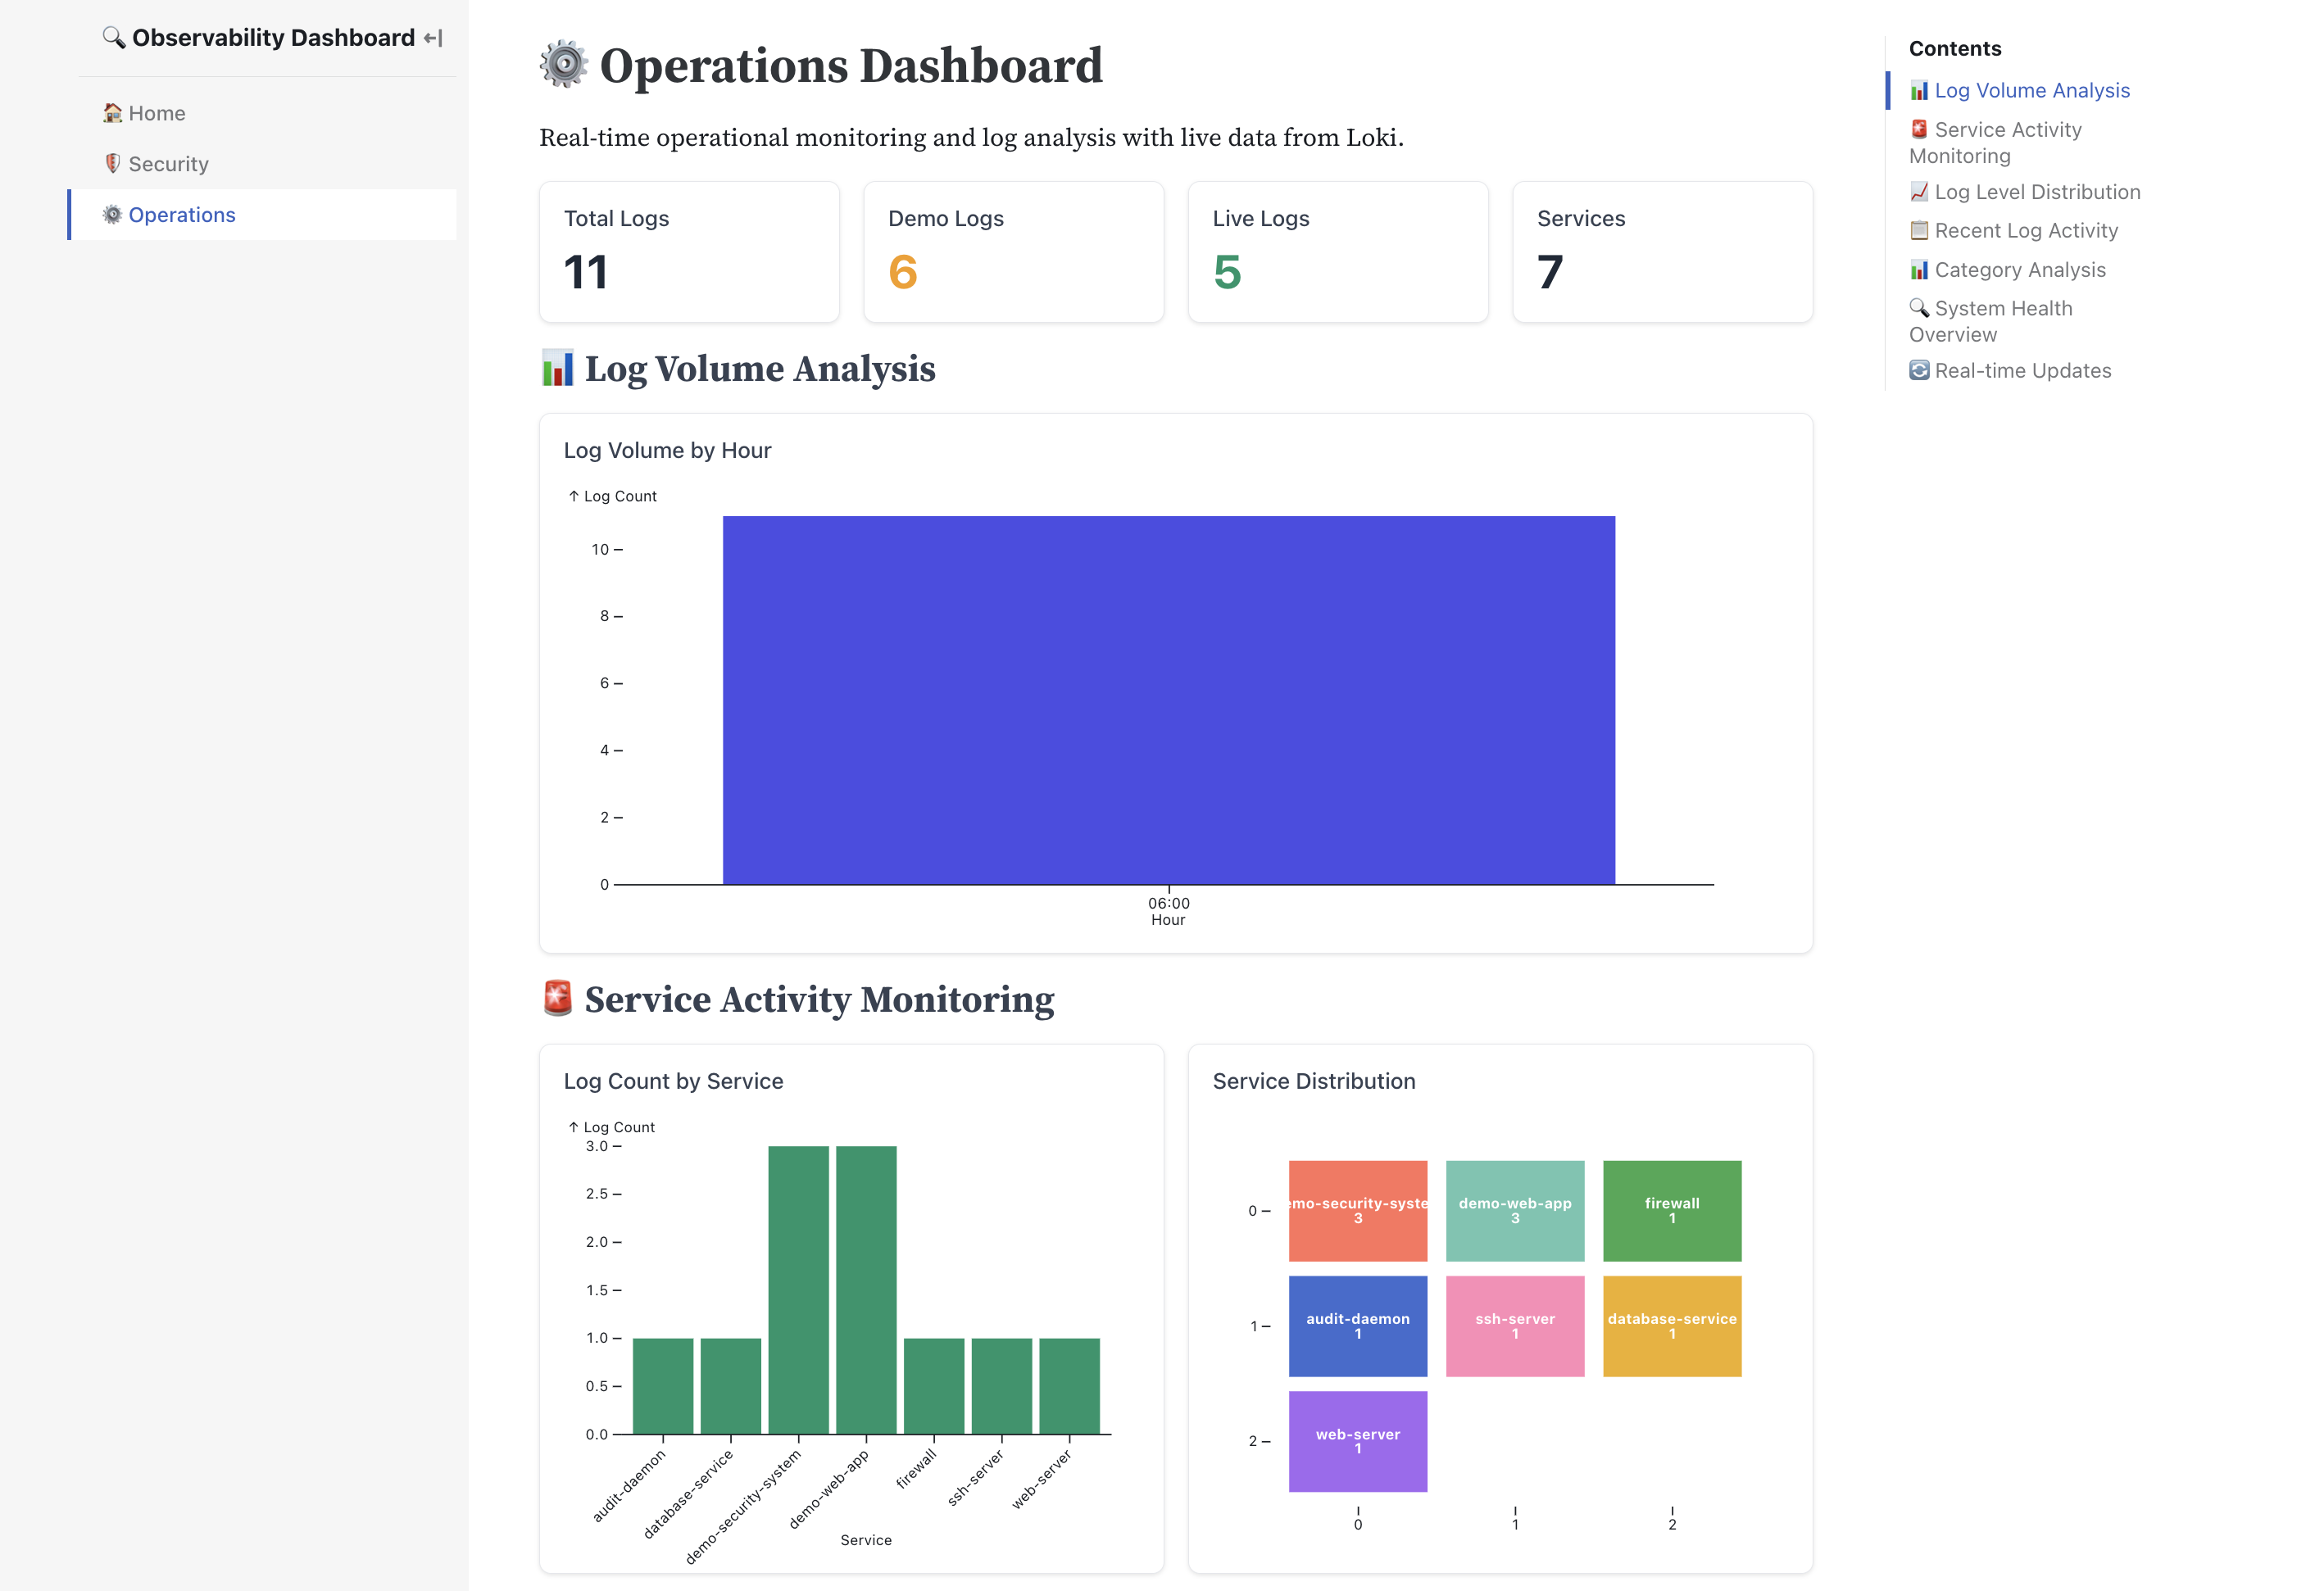 Observability Dashboard
Home
Security
Operations
Operations Dashboard
Real-time operational monitoring and log analysis with live data from Loki.
Total Logs
11
Demo Logs
6
Live Logs
5
Services
7
Log Volume Analysis
Log Volume by Hour
↑ Log Count
10
8
6
4
2
0
06:00
Hour
Service Activity Monitoring
Log Count by Service
↑ Log Count
3.0
2.5
2.0
1.5
1.0
0.5
0.0
audit-daemon
database-service
demo-security-system
demo-web-app
firewall
ssh-server
web-server
Service
Service Distribution
0
1
2
emo-security-syste
3
demo-web-app
3
firewall
1
audit-daemon
1
ssh-server
1
database-service
1
web-server
1
0
1
2
Contents
Log Volume Analysis
Service Activity
Monitoring
Log Level Distribution
Recent Log Activity
Category Analysis
System Health
Overview
Real-time Updates